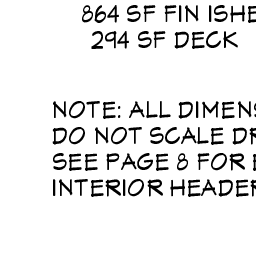 864 SF FIN ISHE
294 SF DECK
NOTE: ALL DIMENS
DO NOT SCALE DR
SEE PAGE 8 FOR
INTERIOR HEADER